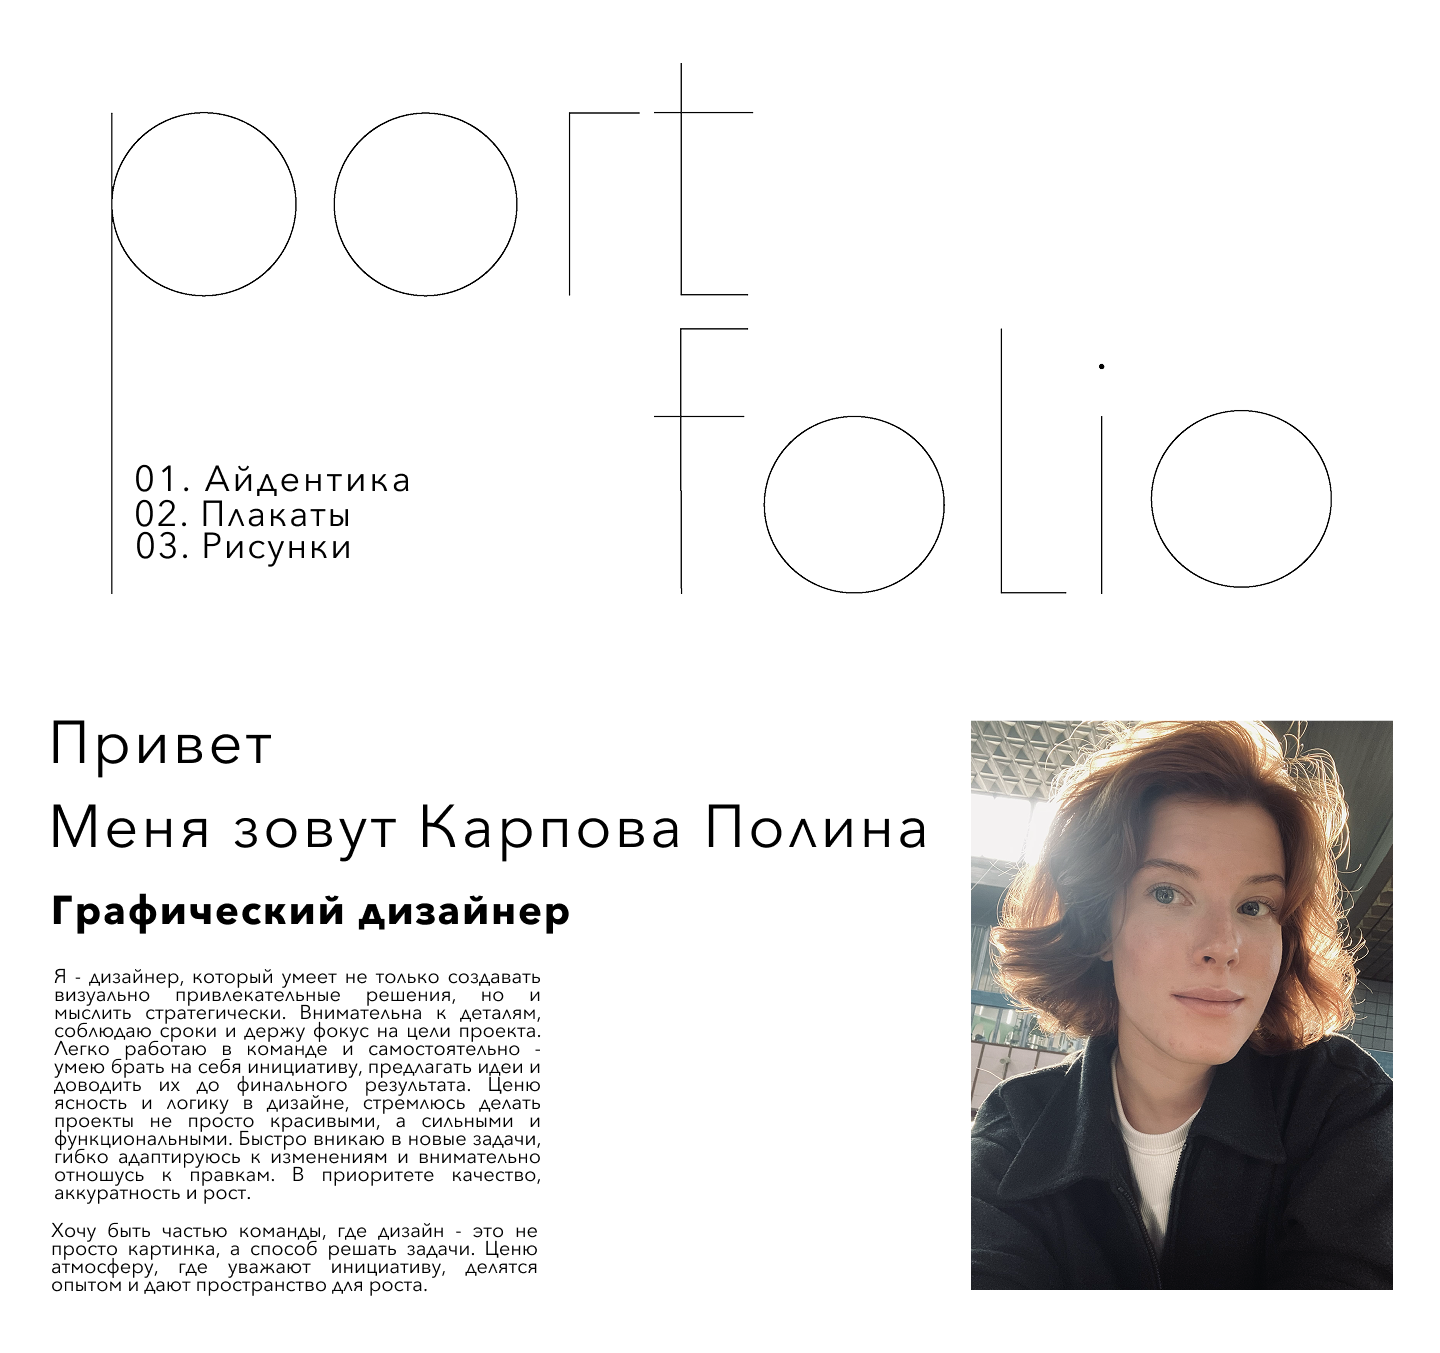 port
folio
01. Айдентика
02. Плакаты
03. Рисунки
Привет
Меня зовут Карпова Полина
Графический дизайнер
Я - дизайнер, который умеет не только создавать
визуально привлекательные решения, но и
мыслить стратегически. Внимательна к деталям,
соблюдаю сроки и держу фокус на цели проекта.
Легко работаю в команде и самостоятельно -
умею брать на себя инициативу, предлагать идеи и
доводить их до финального результата. Ценю
ясность и логику в дизайне, стремлюсь делать
проекты не просто красивыми, а сильными и
функциональными. Быстро вникаю в новые задачи,
гибко адаптируюсь к изменениям и внимательно
отношусь к правкам. В приоритете качество,
аккуратность и рост.
Хочу быть частью команды, где дизайн - это не
просто картинка, а способ решать задачи. Ценю
атмосферу, где уважают инициативу, делятся
опытом и дают пространство для роста.